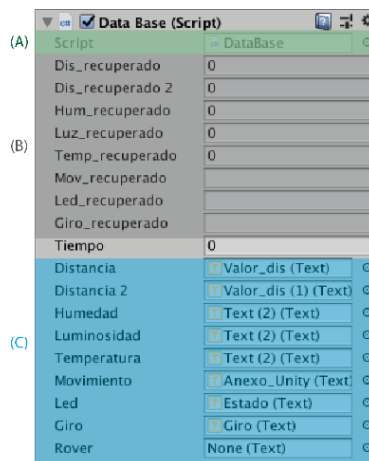 Data Base (Script)
(A) Script DataBase
Dis_recuperado 0
Dis_recuperado 2 0
Hum_recuperado 0
(B) Luz_recuperado 0
Temp_recuperado 0
Mov_recuperado
Led_recuperado
Giro_recuperado
Tiempo 0
Distancia Valor_dis (Text)
Distancia 2 Valor_dis (1) (Text)
Humedad Text (2) (Text)
(C) Luminosidad Text (2) (Text)
Temperatura Text (2) (Text)
Movimiento Anexo_Unity (Text)
Led Estado (Text)
Giro Giro (Text)
Rover None (Text)